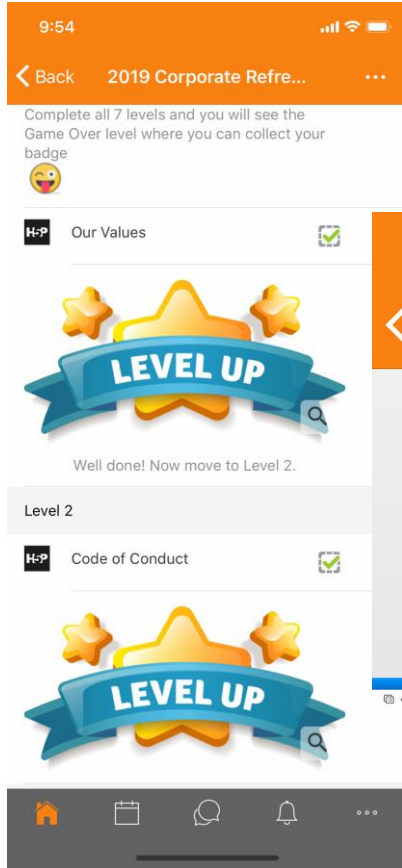 9:54
Back 2019 Corporate Refre...
Complete all 7 levels and you will see the
Game Over level where you can collect your
badge
H-P Our Values
LEVEL UP
Well done! Now move to Level 2.
Level 2
H-P Code of Conduct
LEVEL UP